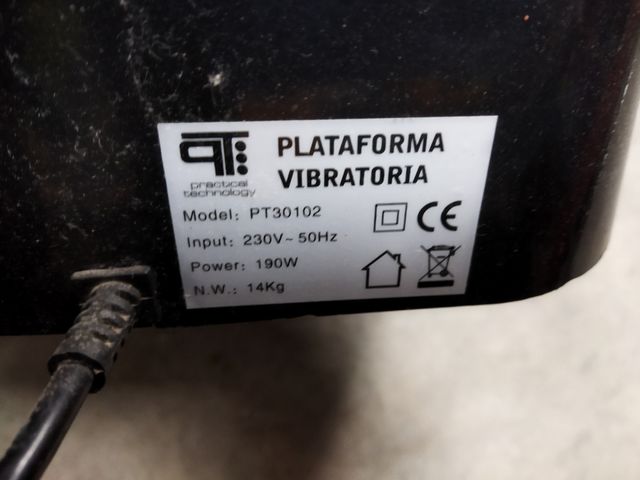 PT:
practical
technology
PLATAFORMA
VIBRATORIA
Model: PT30102
Input: 230V~50Hz
Power: 190W
N.W.: 14Kg
CE